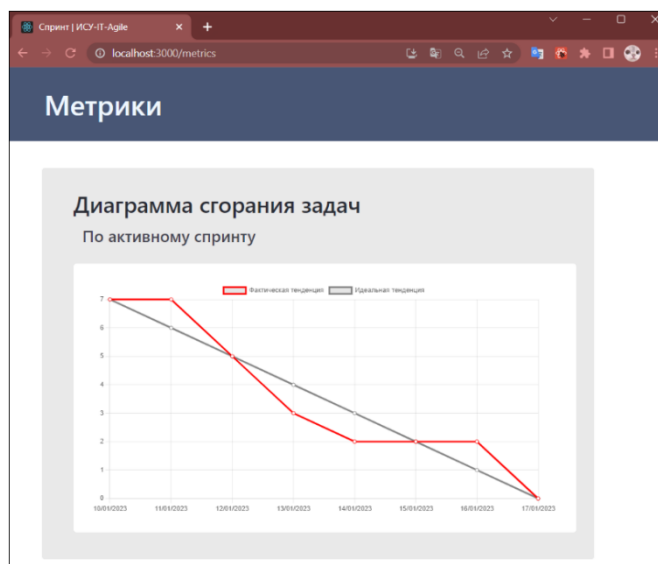 Спринт | ИСУ-IT-Agile
localhost:3000/metrics
Метрики
Диаграмма сгорания задач
По активному спринту
Фактическая тенденция Идеальная тенденция
7
6
5
4
3
2
1
0
10/01/2023 11/01/2023 12/01/2023 13/01/2023 14/01/2023 15/01/2023 16/01/2023 17/01/2023